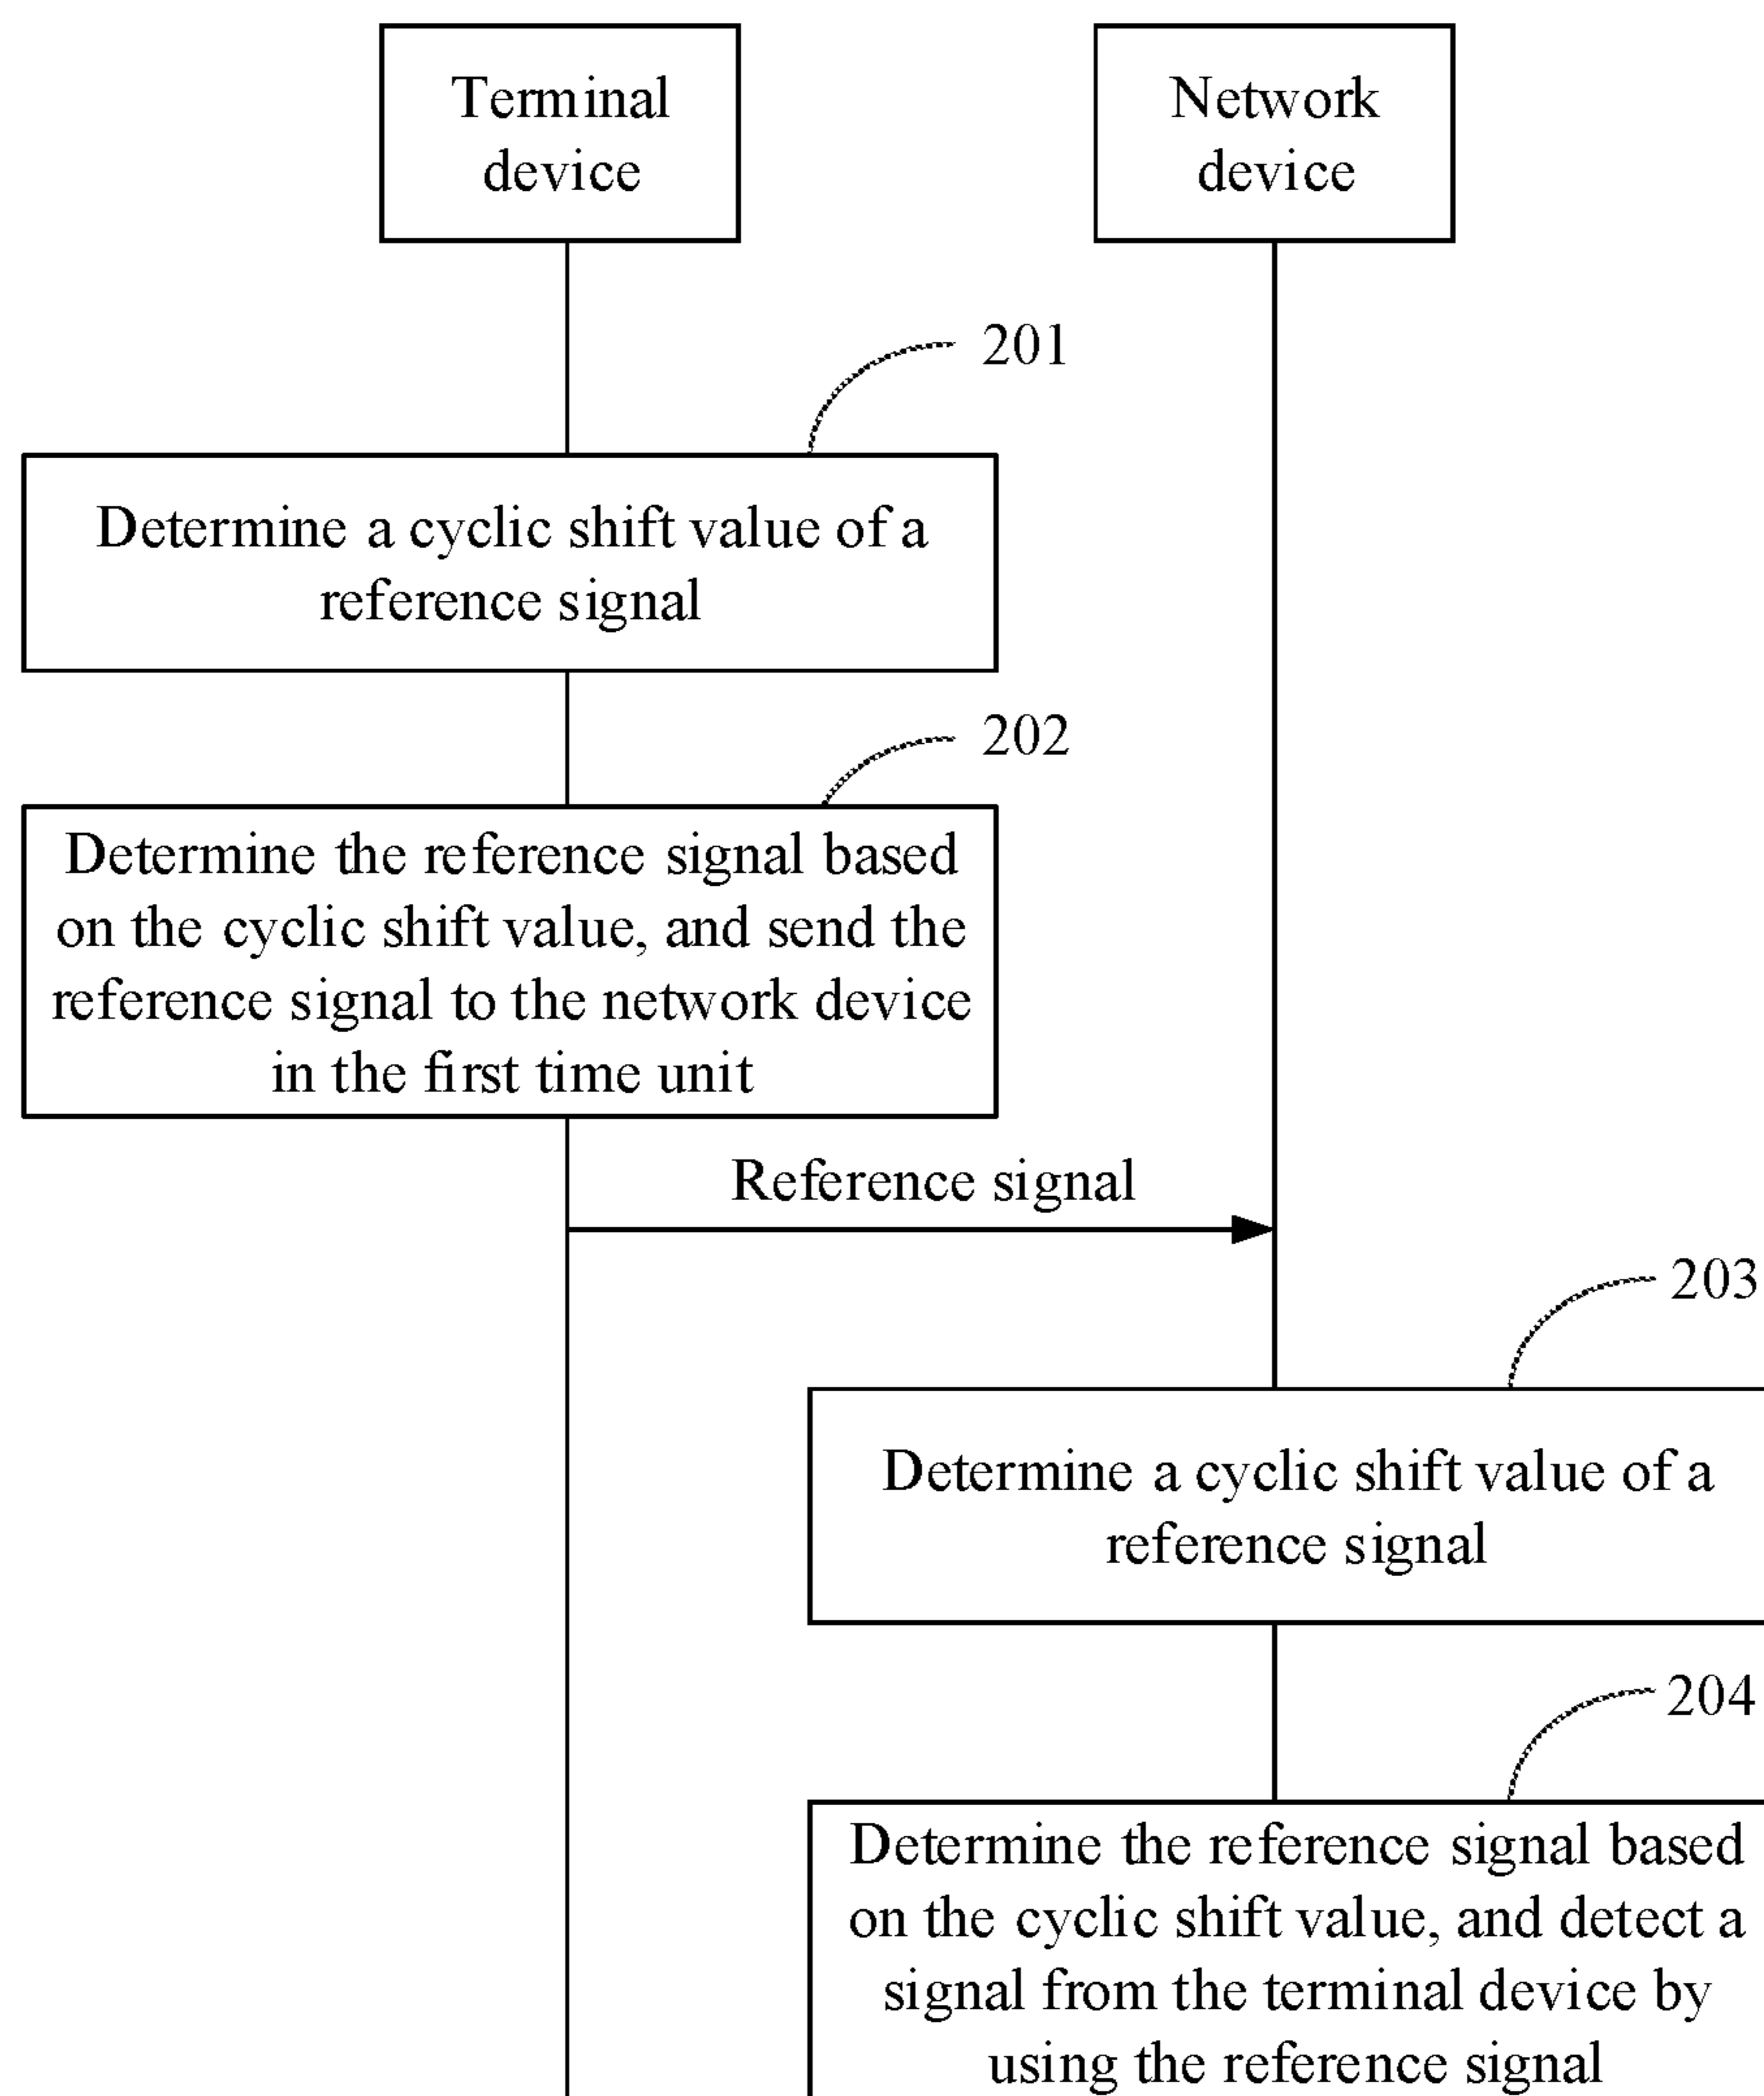 Terminal
device
Network
device
201
Determine a cyclic shift value of a
reference signal
202
Determine the reference signal based
on the cyclic shift value, and send the
reference signal to the network device
in the first time unit
Reference signal
203
Determine a cyclic shift value of a
reference signal
204
Determine the reference signal based
on the cyclic shift value, and detect a
signal from the terminal device by
using the reference signal